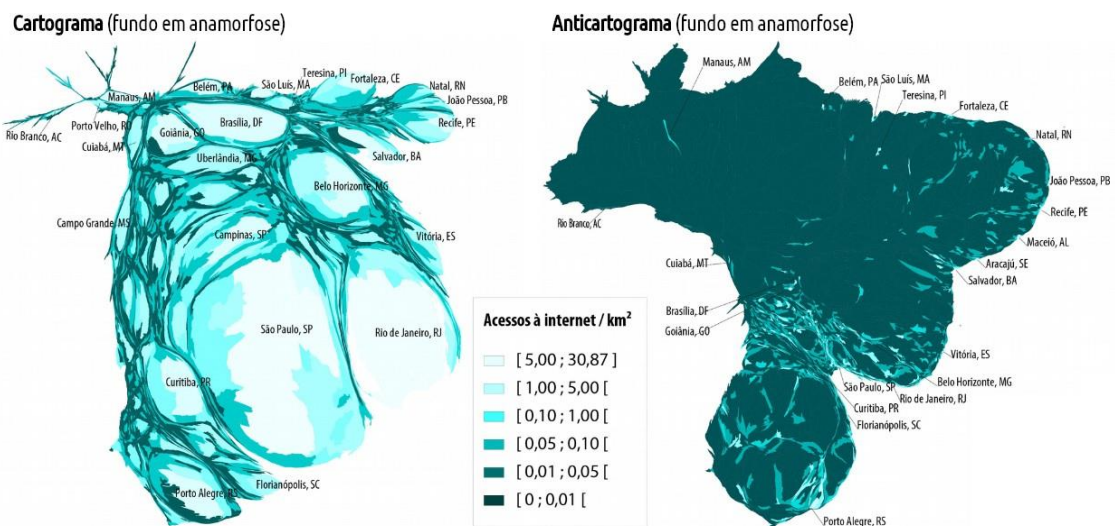 Cartograma (fundo em anamorfose)
Manaus, AM
Belém, PA
São Luís, MA
Teresina, PI
Fortaleza, CE
Natal, RN
João Pessoa, PB
Recife, PE
Rio Branco, AC
Porto Velho, RO
Cuiabá, MT
Goiânia, GO
Brasília, DF
Uberlândia, MG
Salvador, BA
Belo Horizonte, MG
Campo Grande, MS
Campinas, SP
Vitória, ES
São Paulo, SP
Rio de Janeiro, RJ
Curitiba, PR
Florianópolis, SC
Porto Alegre, RS
Acessos à internet / km²
[ 5,00 ; 30,87 ]
[ 1,00 ; 5,00 [
[ 0,10 ; 1,00 [
[ 0,05 ; 0,10 [
[ 0,01 ; 0,05 [
[ 0 ; 0,01 [
Anticartograma (fundo em anamorfose)
Manaus, AM
Belém, PA
São Luís, MA
Teresina, PI
Fortaleza, CE
Natal, RN
João Pessoa, PB
Recife, PE
Rio Branco, AC
Maceió, AL
Cuiabá, MT
Aracajú, SE
Salvador, BA
Brasília, DF
Goiânia, GO
Vitória, ES
Belo Horizonte, MG
São Paulo, SP
Rio de Janeiro, RJ
Curitiba, PR
Florianópolis, SC
Porto Alegre, RS